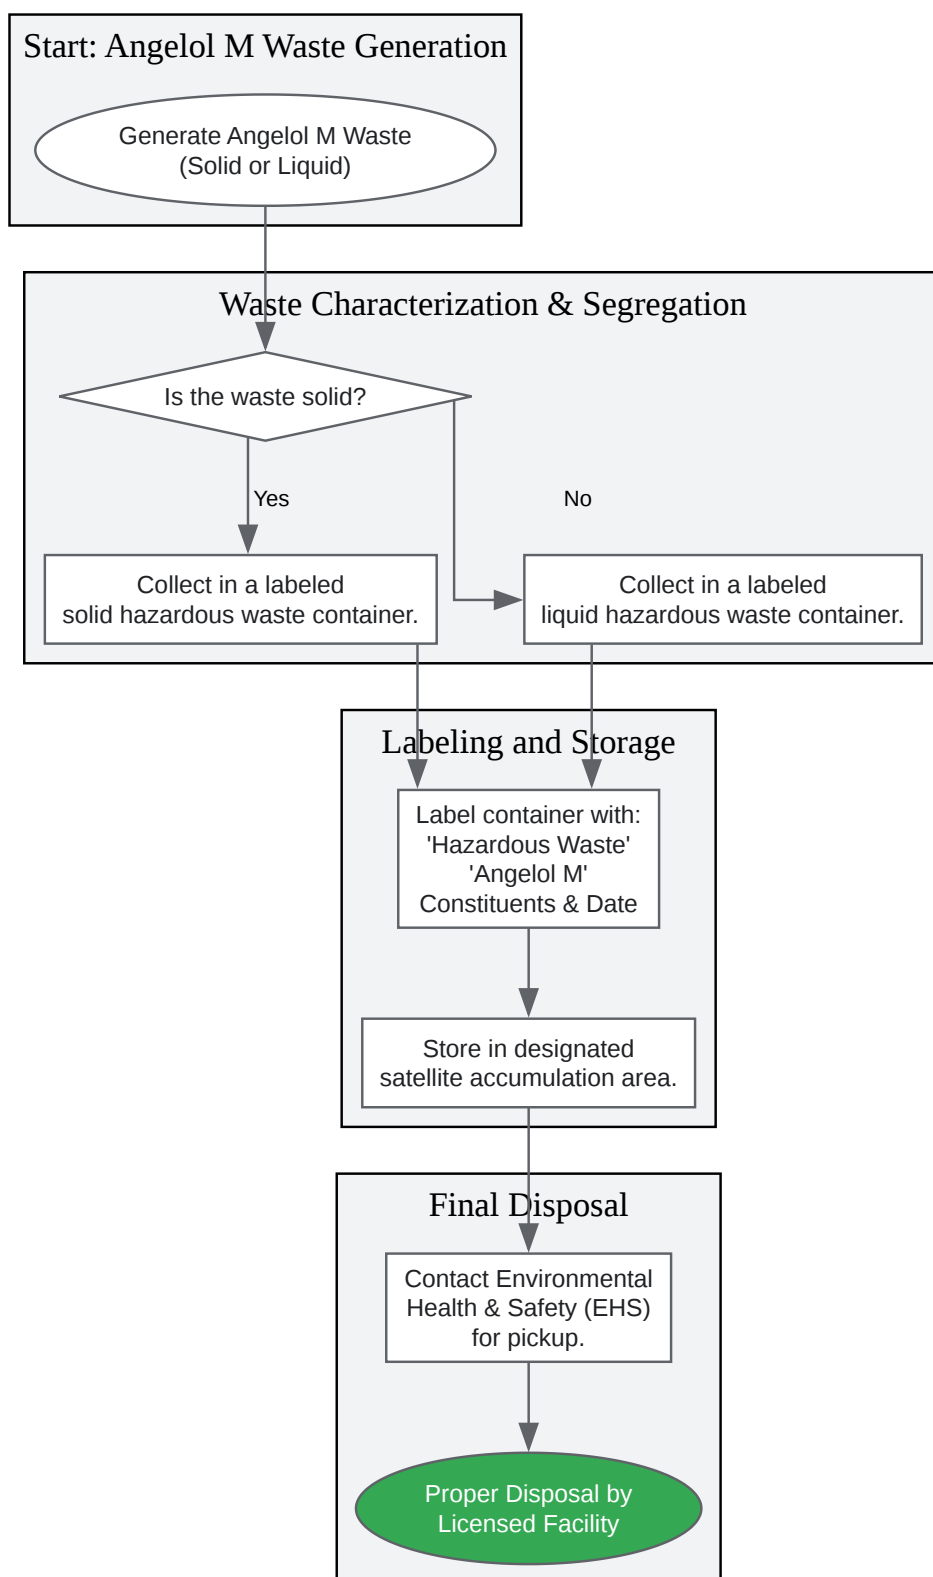 Start: Angelol M Waste Generation
Generate Angelol M Waste
(Solid or Liquid)
Waste Characterization & Segregation
Is the waste solid?
Yes
No
Collect in a labeled
solid hazardous waste container.
Collect in a labeled
liquid hazardous waste container.
Labeling and Storage
Label container with:
'Hazardous Waste'
'Angelol M'
Constituents & Date
Store in designated
satellite accumulation area.
Final Disposal
Contact Environmental
Health & Safety (EHS)
for pickup.
Proper Disposal by
Licensed Facility